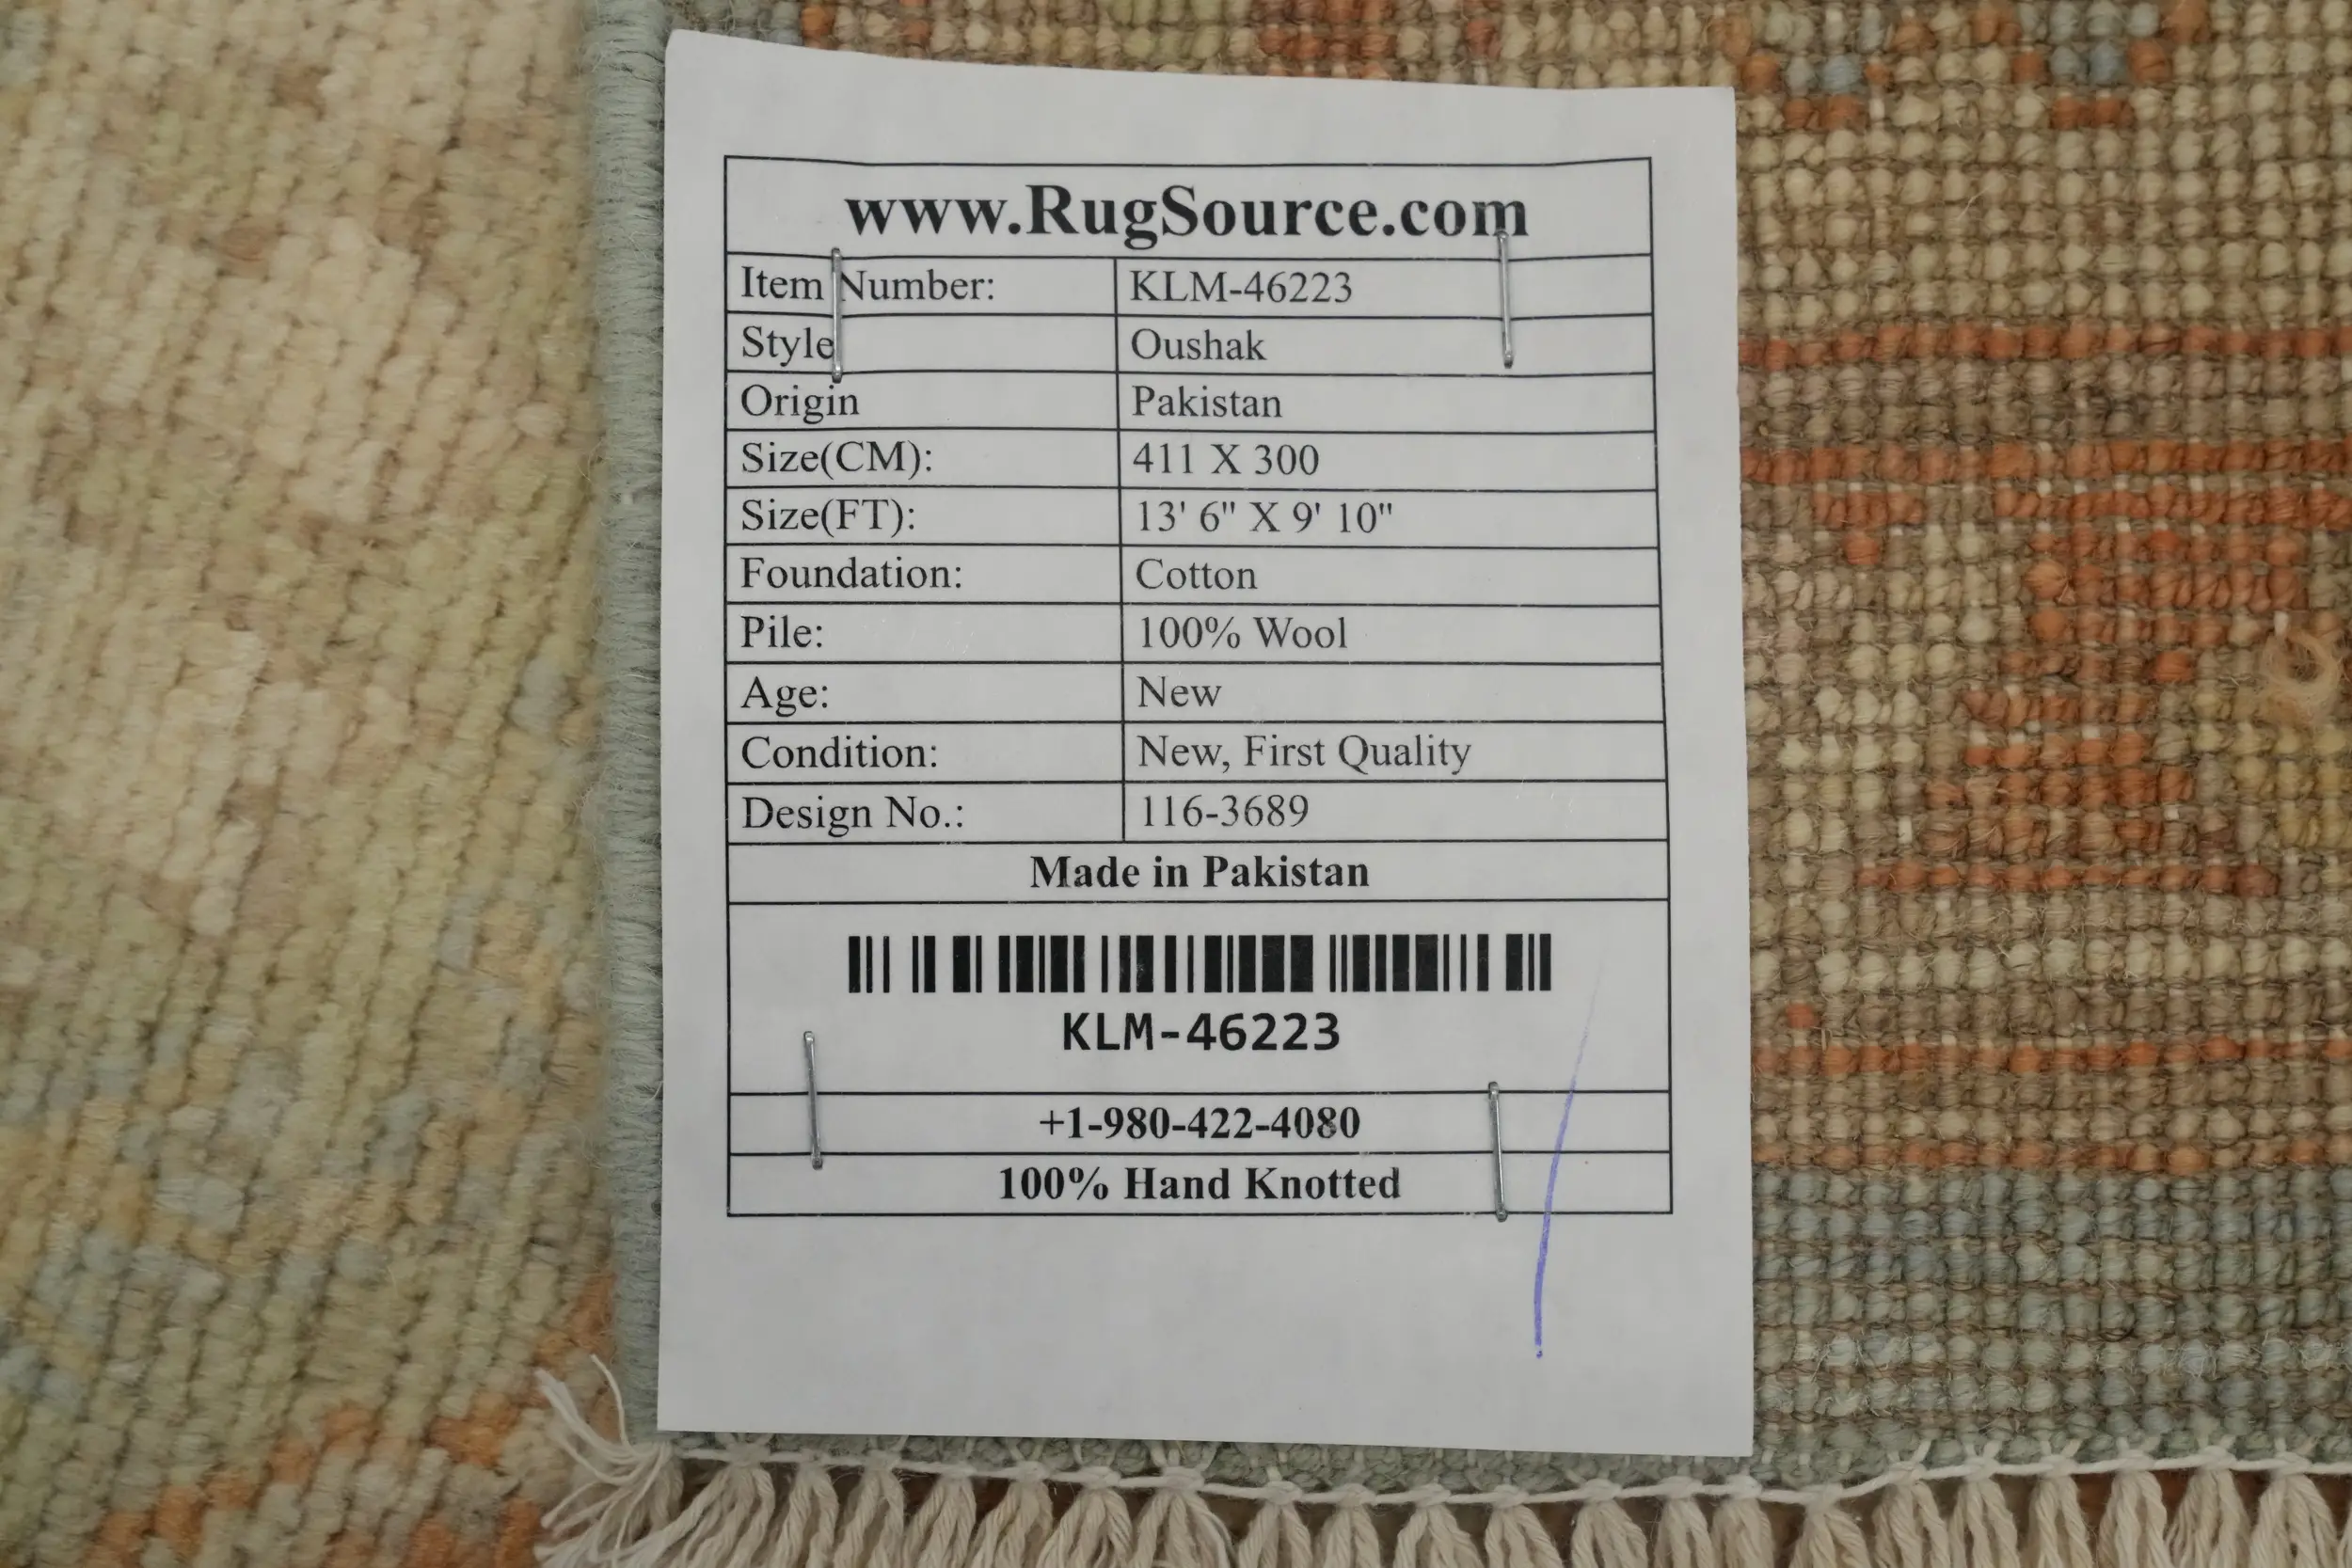 www.RugSource.com
Item Number: KLM-46223
Style Oushak
Origin Pakistan
Size(CM): 411 X 300
Size(FT): 13' 6" X 9' 10"
Foundation: Cotton
Pile: 100% Wool
Age: New
Condition: New, First Quality
Design No.: 116-3689
Made in Pakistan
KLM-46223
+1-980-422-4080
100% Hand Knotted